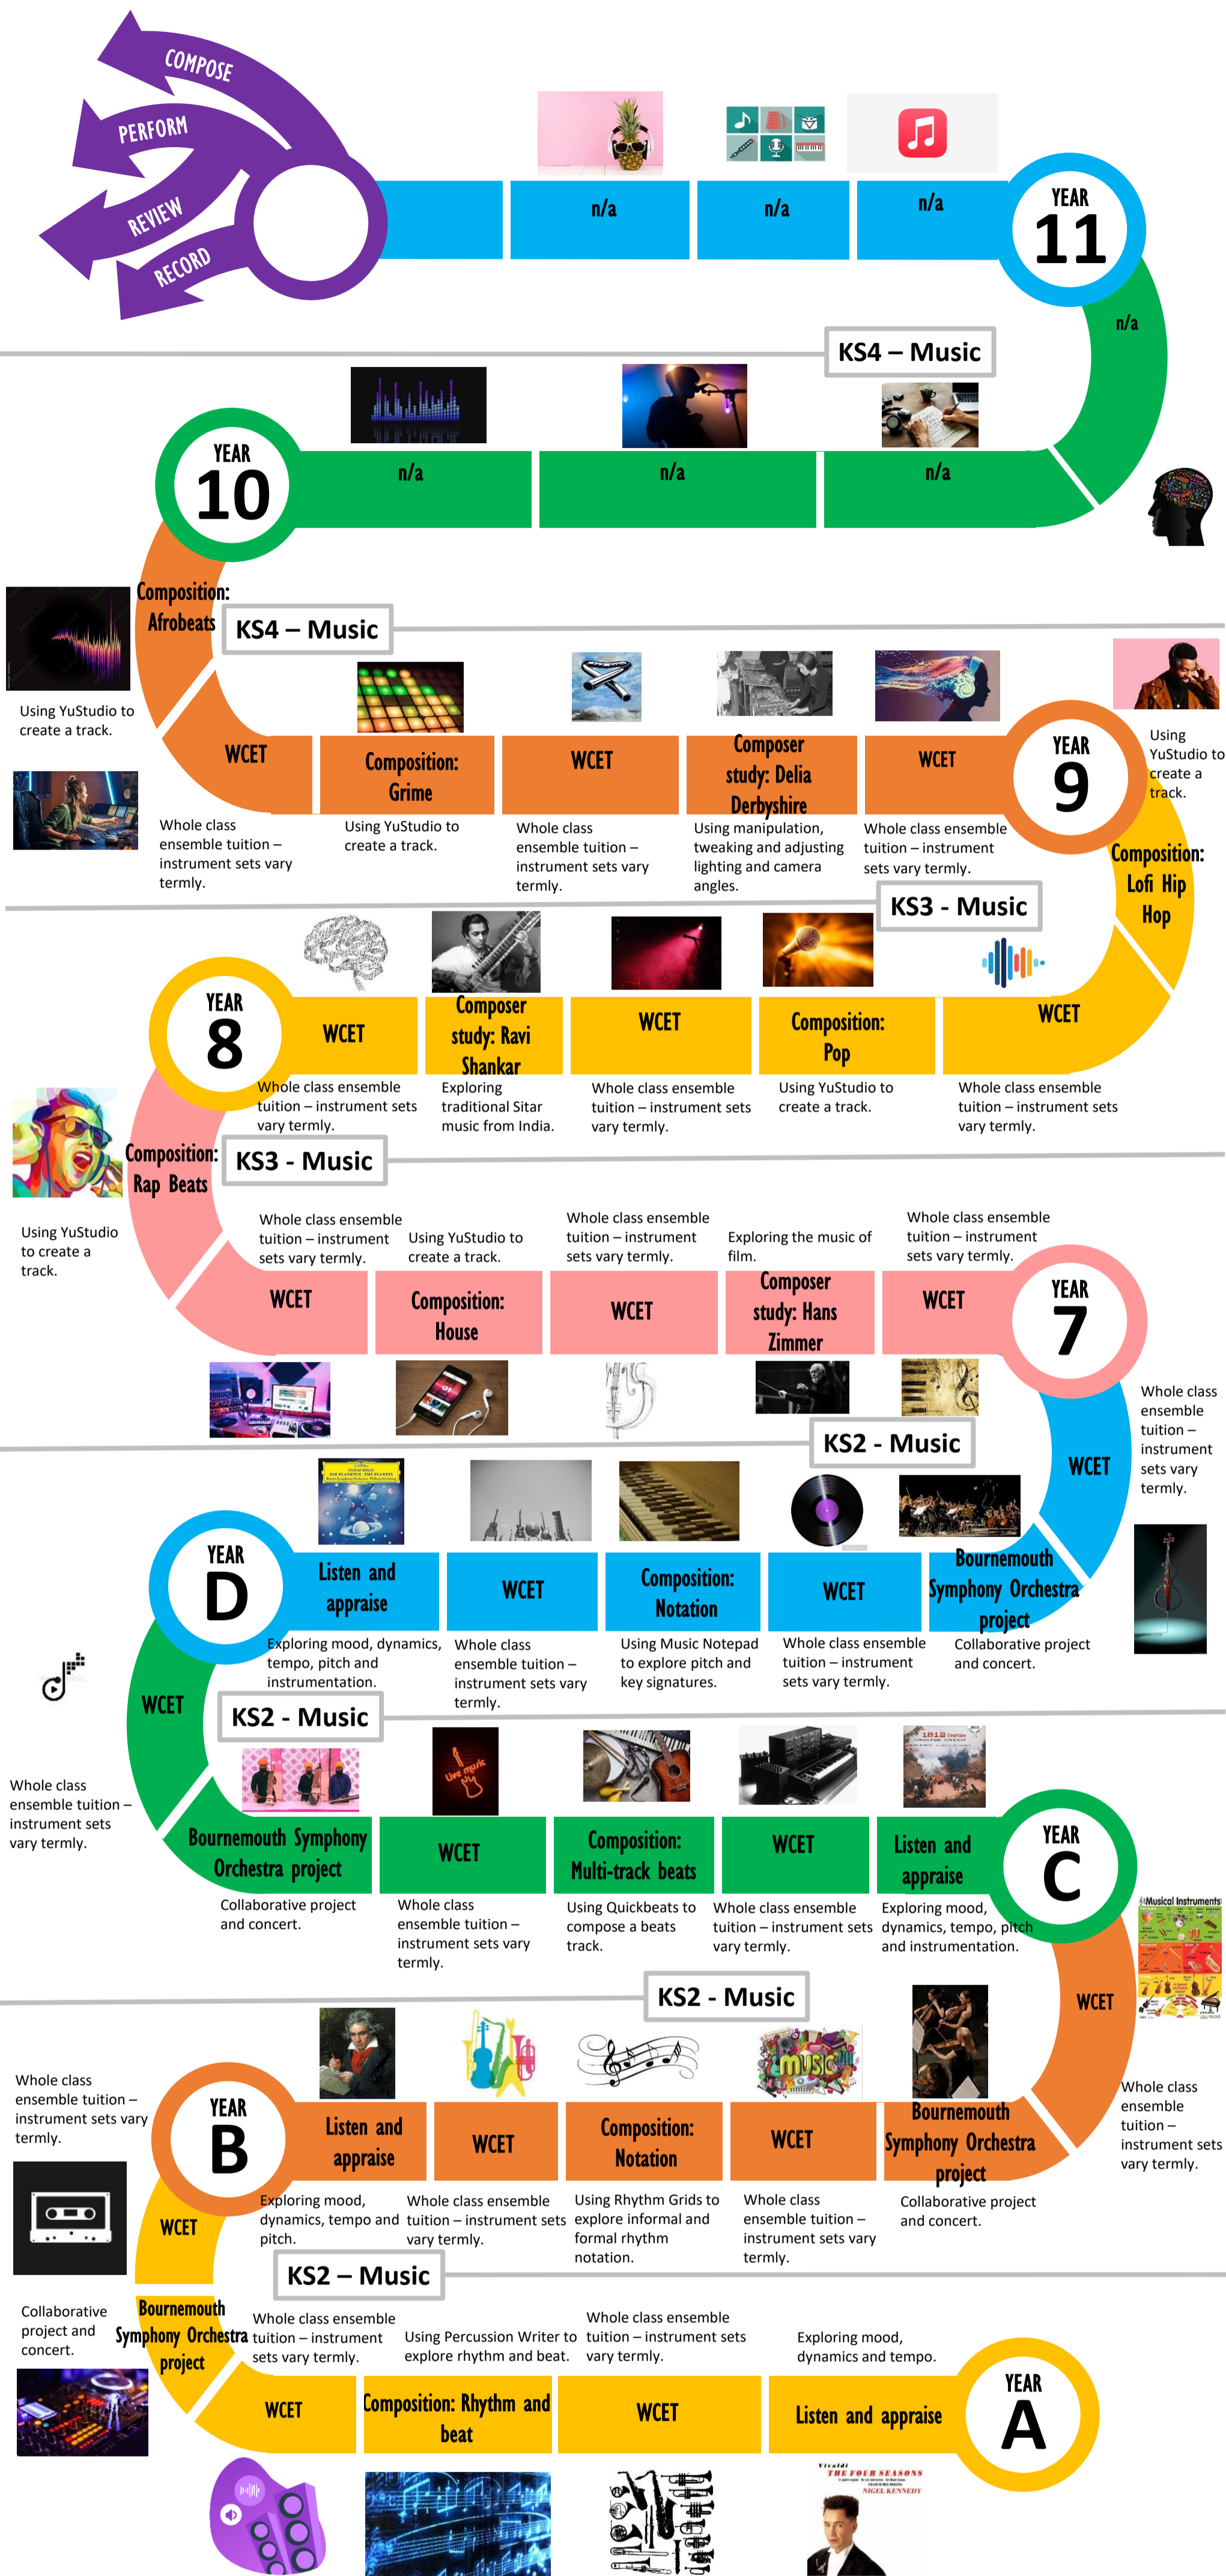 COMPOSE
PERFORM
REVIEW
RECORD
n/a
n/a
n/a
YEAR
11
n/a
KS4 – Music
YEAR
10
n/a
n/a
n/a
Composition:
Afrobeats
KS4 – Music
Using YuStudio to
create a track.
WCET
Composition:
Grime
WCET
Composer
study: Delia
Derbyshire
WCET
YEAR
9
Using
YuStudio to
create a
track.
Whole class
ensemble tuition –
instrument sets vary
termly.
Using YuStudio to
create a track.
Whole class
ensemble tuition –
instrument sets vary
termly.
Using manipulation,
tweaking and adjusting
lighting and camera
angles.
Whole class ensemble
tuition – instrument
sets vary termly.
Composition:
Lofi Hip
Hop
KS3 - Music
YEAR
8
WCET
Composer
study: Ravi
Shankar
WCET
Composition:
Pop
WCET
Whole class ensemble
tuition – instrument sets
vary termly.
Exploring
traditional Sitar
music from India.
Whole class ensemble
tuition – instrument sets
vary termly.
Using YuStudio to
create a track.
Whole class ensemble
tuition – instrument sets
vary termly.
Composition:
Rap Beats
KS3 - Music
Using YuStudio
to create a
track.
Whole class ensemble
tuition – instrument
sets vary termly.
Using YuStudio to
create a track.
Whole class ensemble
tuition – instrument
sets vary termly.
Exploring the music of
film.
Whole class ensemble
tuition – instrument
sets vary termly.
WCET
Composition:
House
WCET
Composer
study: Hans
Zimmer
WCET
YEAR
7
Whole class
ensemble
tuition –
instrument
sets vary
termly.
KS2 - Music
WCET
THE PLANETS
YEAR
D
Listen and
appraise
WCET
Composition:
Notation
WCET
Bournemouth
Symphony Orchestra
project
Exploring mood, dynamics,
tempo, pitch and
instrumentation.
Whole class
ensemble tuition –
instrument sets vary
termly.
Using Music Notepad
to explore pitch and
key signatures.
Whole class ensemble
tuition – instrument
sets vary termly.
Collaborative project
and concert.
WCET
KS2 - Music
Live music
1812
Whole class
ensemble tuition –
instrument sets
vary termly.
Bournemouth Symphony
Orchestra project
WCET
Composition:
Multi-track beats
WCET
Listen and
appraise
YEAR
C
Collaborative project
and concert.
Whole class
ensemble tuition –
instrument sets vary
termly.
Using Quickbeats to
compose a beats
track.
Whole class ensemble
tuition – instrument sets
vary termly.
Exploring mood,
dynamics, tempo, pitch
and instrumentation.
Musical Instruments
KS2 - Music
WCET
MUSIC
Whole class
ensemble tuition –
instrument sets vary
termly.
YEAR
B
Listen and
appraise
WCET
Composition:
Notation
WCET
Bournemouth
Symphony Orchestra
project
Whole class
ensemble
tuition –
instrument sets
vary termly.
Exploring mood,
dynamics, tempo and
pitch.
Whole class ensemble
tuition – instrument sets
vary termly.
Using Rhythm Grids to
explore informal and
formal rhythm
notation.
Whole class
ensemble tuition –
instrument sets vary
termly.
Collaborative project
and concert.
WCET
KS2 – Music
Collaborative
project and
concert.
Bournemouth
Symphony Orchestra
project
Whole class ensemble
tuition – instrument
sets vary termly.
Using Percussion Writer to
explore rhythm and beat.
Whole class ensemble
tuition – instrument sets
vary termly.
Exploring mood,
dynamics and tempo.
WCET
Composition: Rhythm and
beat
WCET
Listen and appraise
YEAR
A
Vivaldi
THE FOUR SEASONS
NIGEL KENNEDY